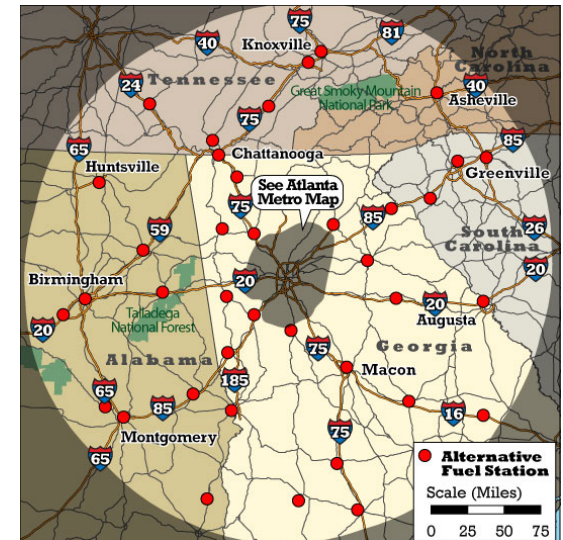 75
81
40
Knoxville
North
Carolina
Tennessee
24
Great Smoky Mountain
National Park
40
Asheville
75
65
85
Chattanooga
Huntsville
Greenville
See Atlanta
Metro Map
75
85
59
26
South
Carolina
20
Birmingham
20
20
20
Talladega
National Forest
Augusta
Alabama
75
Georgia
Macon
65
185
85
16
Montgomery
75
65
Alternative
Fuel Station
Scale (Miles)
0 25 50 75